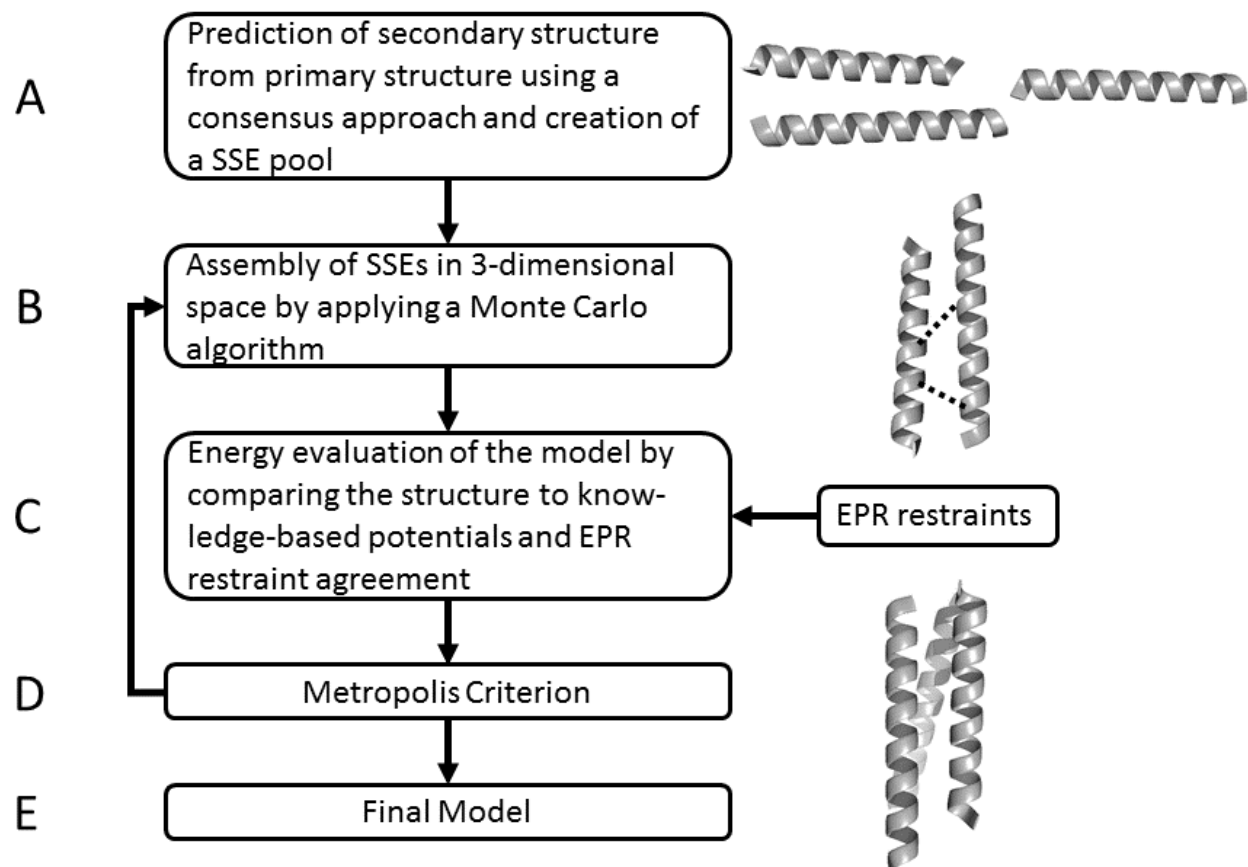 A
Prediction of secondary structure
from primary structure using a
consensus approach and creation of
a SSE pool
B
Assembly of SSEs in 3-dimensional
space by applying a Monte Carlo
algorithm
C
Energy evaluation of the model by
comparing the structure to know-
ledge-based potentials and EPR
restraint agreement
EPR restraints
D
Metropolis Criterion
E
Final Model